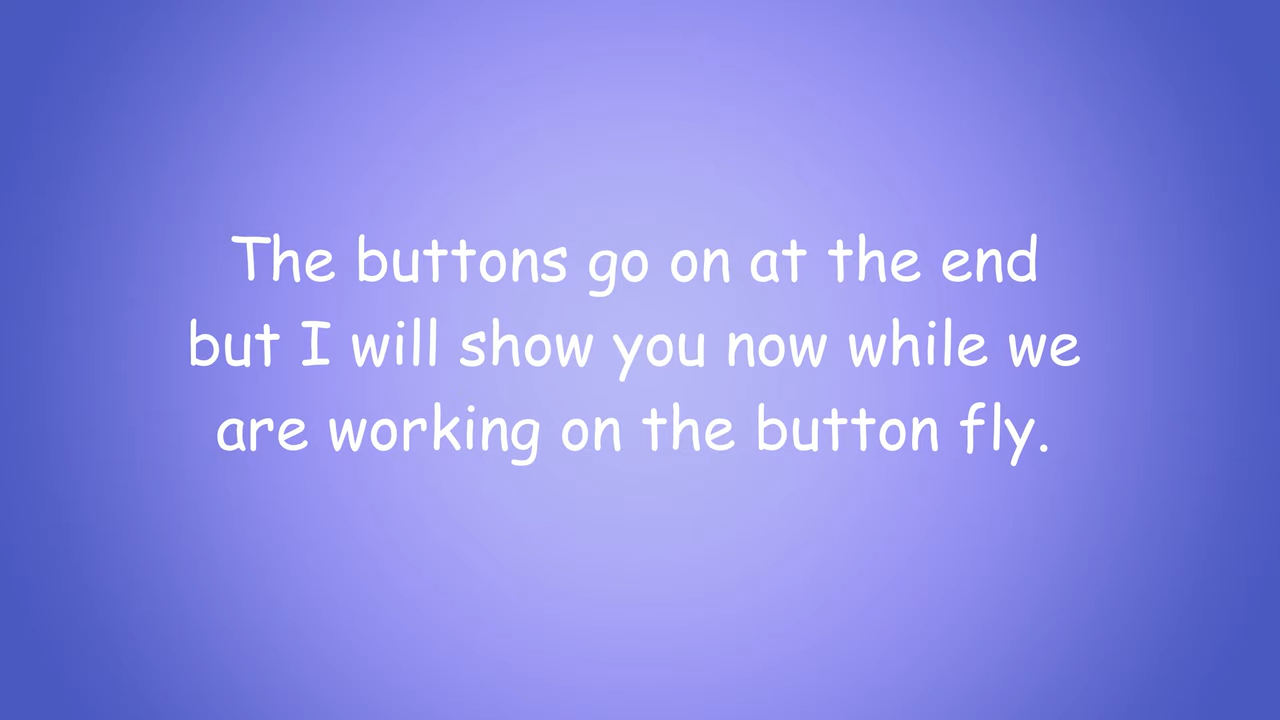 The buttons go on at the end
but I will show you now while we
are working on the button fly.